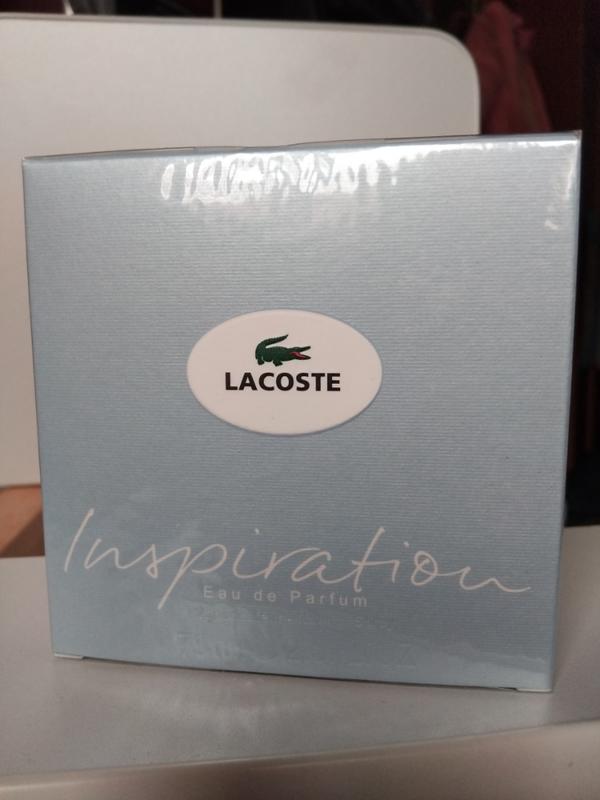 LACOSTE
Inspiration
Eau de Parfum